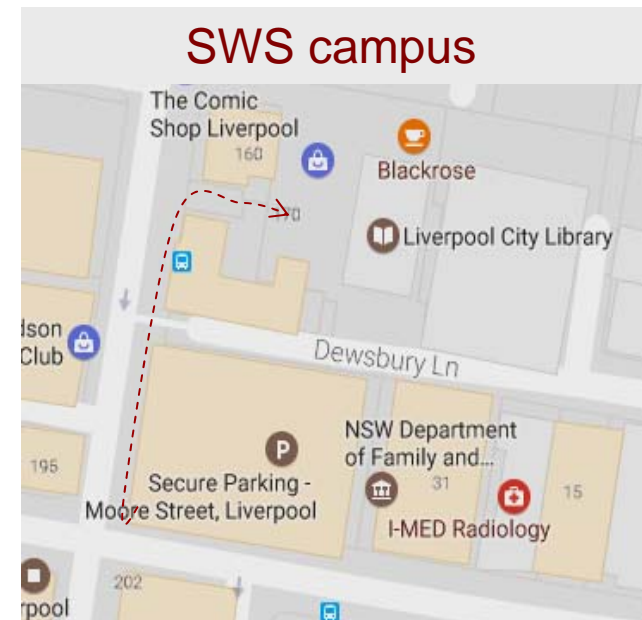 SWS campus
The Comic
Shop Liverpool
160
Blackrose
170
Liverpool City Library
dson
Club
Dewsbury Ln
NSW Department
of Family and...
195
P
Secure Parking -
Moore Street, Liverpool
31
15
I-MED Radiology
202
rpool